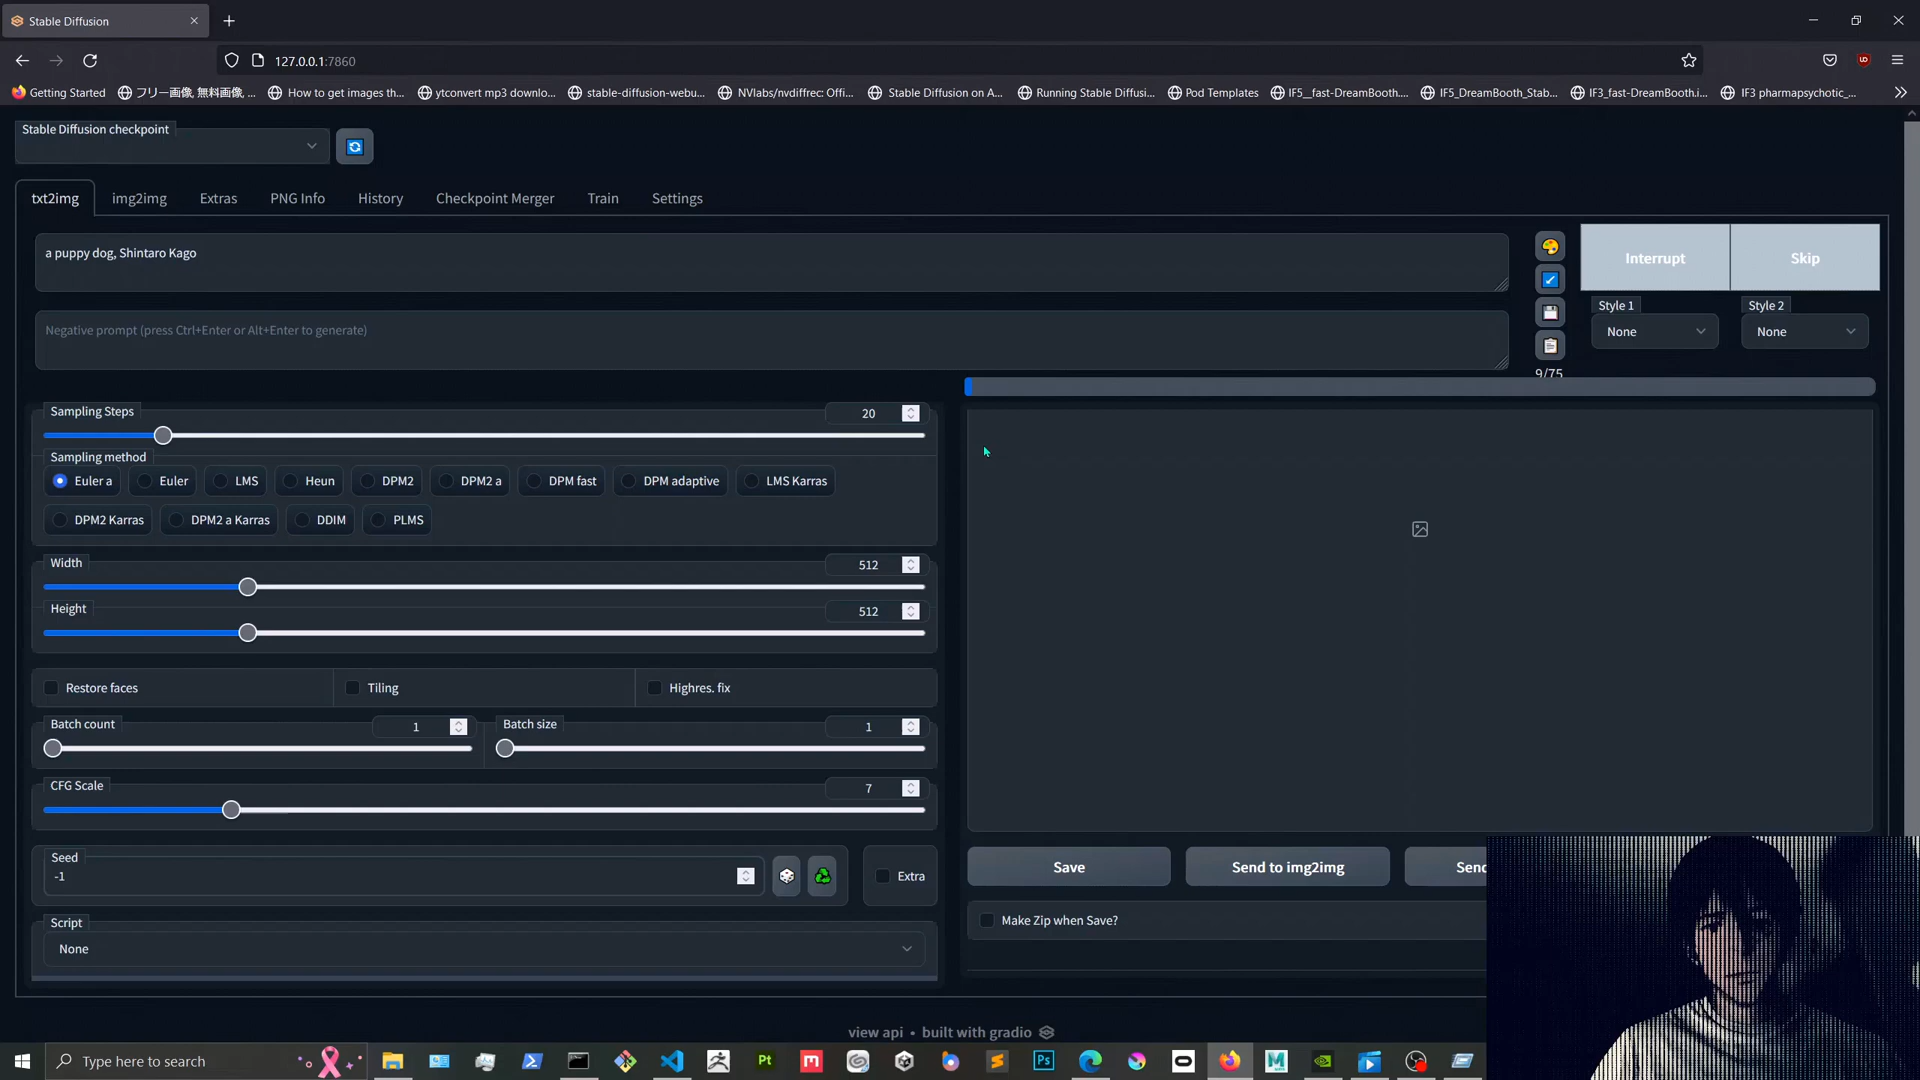 Stable Diffusion
127.0.0.1:7860
Getting Started
フリー画像, 無料画像, ...
How to get images th...
ytconvert mp3 downlo...
stable-diffusion-webu...
NVlabs/nvdiffrec: Offi...
Stable Diffusion on A...
Running Stable Diffusi...
Pod Templates
IF5__fast-DreamBooth....
IF5_DreamBooth_Stab...
IF3_fast-DreamBooth.i...
IF3 pharmapsychotic_...
Stable Diffusion checkpoint
txt2img
img2img
Extras
PNG Info
History
Checkpoint Merger
Train
Settings
a puppy dog, Shintaro Kago
Interrupt
Skip
Style 1
Style 2
None
None
Negative prompt (press Ctrl+Enter or Alt+Enter to generate)
9/75
Sampling Steps
20
Sampling method
Euler a
Euler
LMS
Heun
DPM2
DPM2 a
DPM fast
DPM adaptive
LMS Karras
DPM2 Karras
DPM2 a Karras
DDIM
PLMS
Width
512
Height
512
Restore faces
Tiling
Highres. fix
Batch count
1
Batch size
1
CFG Scale
7
Seed
-1
Extra
Script
None
Save
Send to img2img
Send
Make Zip when Save?
view api • built with gradio
Type here to search
Pt
Ps